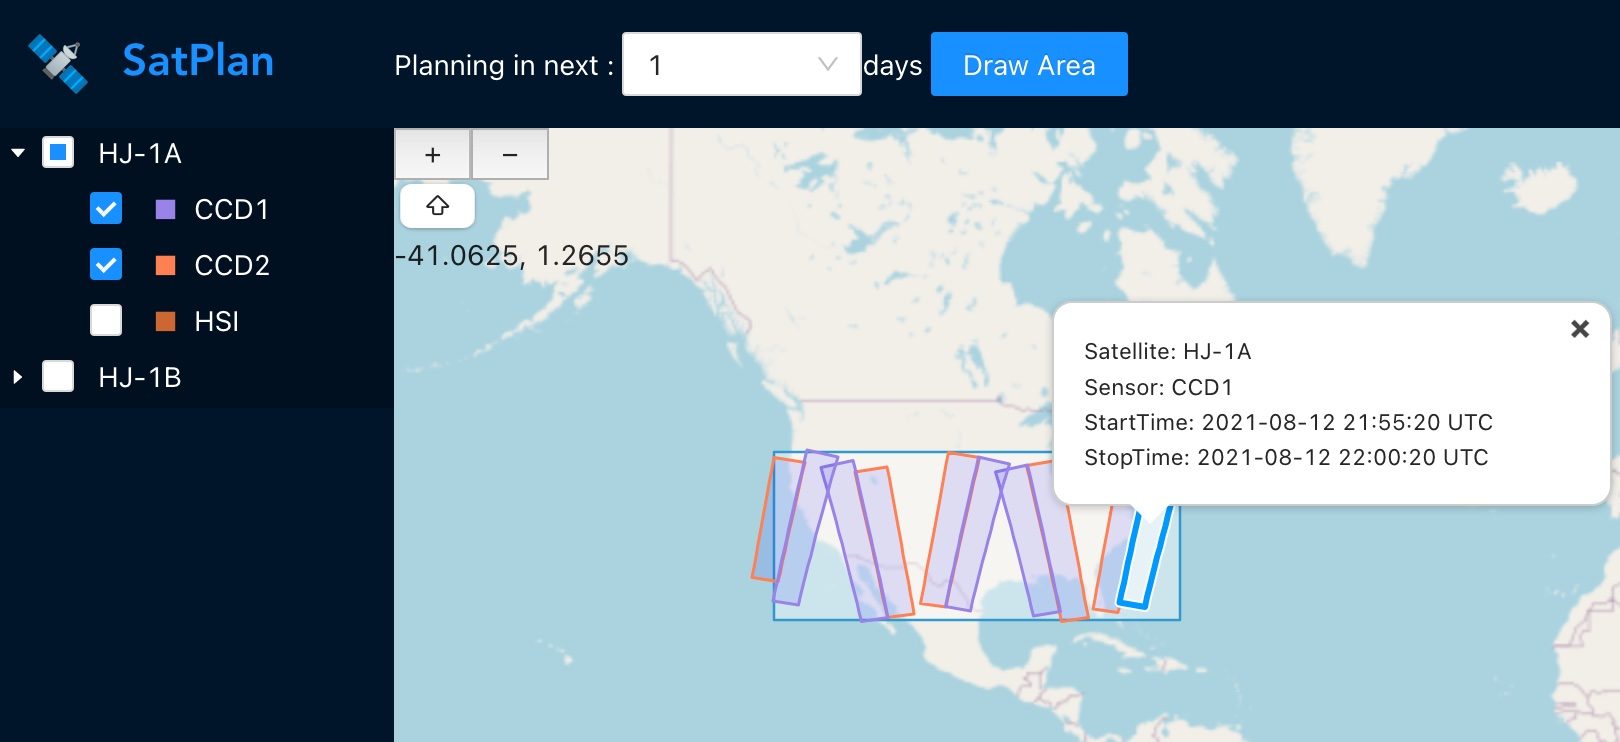 SatPlan
Planning in next : 1 days Draw Area
HJ-1A
CCD1
CCD2
HSI
HJ-1B
+ −
-41.0625, 1.2655
Satellite: HJ-1A
Sensor: CCD1
StartTime: 2021-08-12 21:55:20 UTC
StopTime: 2021-08-12 22:00:20 UTC